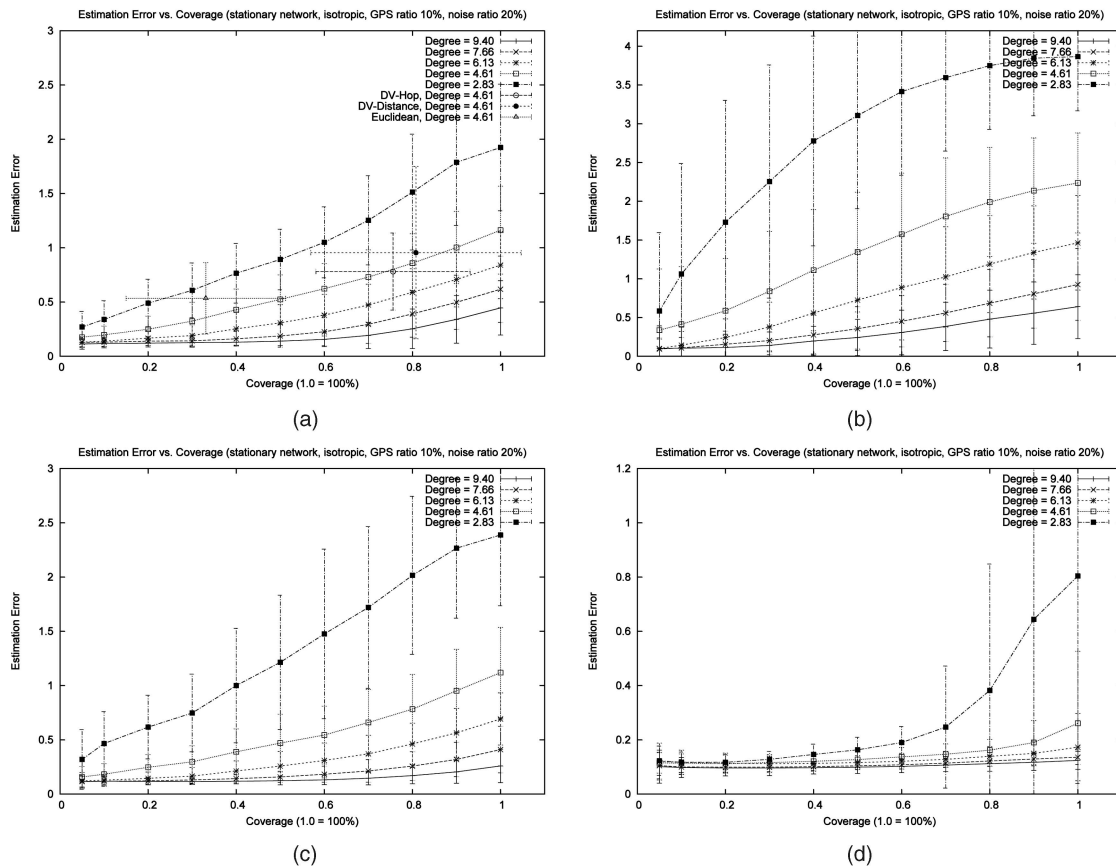 Estimation Error vs. Coverage (stationary network, isotropic, GPS ratio 10%, noise ratio 20%)
3
2.5
2
1.5
1
0.5
0
Estimation Error
Degree = 9.40
Degree = 7.66
Degree = 6.13
Degree = 4.61
Degree = 2.83
DV-Hop, Degree = 4.61
DV-Distance, Degree = 4.61
Euclidean, Degree = 4.61
0 0.2 0.4 0.6 0.8 1
Coverage (1.0 = 100%)
(a)
Estimation Error vs. Coverage (stationary network, isotropic, GPS ratio 10%, noise ratio 20%)
4
3.5
3
2.5
2
1.5
1
0.5
0
Estimation Error
Degree = 9.40
Degree = 7.66
Degree = 6.13
Degree = 4.61
Degree = 2.83
0 0.2 0.4 0.6 0.8 1
Coverage (1.0 = 100%)
(b)
Estimation Error vs. Coverage (stationary network, isotropic, GPS ratio 10%, noise ratio 20%)
3
2.5
2
1.5
1
0.5
0
Estimation Error
Degree = 9.40
Degree = 7.66
Degree = 6.13
Degree = 4.61
Degree = 2.83
0 0.2 0.4 0.6 0.8 1
Coverage (1.0 = 100%)
(c)
Estimation Error vs. Coverage (stationary network, isotropic, GPS ratio 10%, noise ratio 20%)
1.2
1
0.8
0.6
0.4
0.2
0
Estimation Error
Degree = 9.40
Degree = 7.66
Degree = 6.13
Degree = 4.61
Degree = 2.83
0 0.2 0.4 0.6 0.8 1
Coverage (1.0 = 100%)
(d)